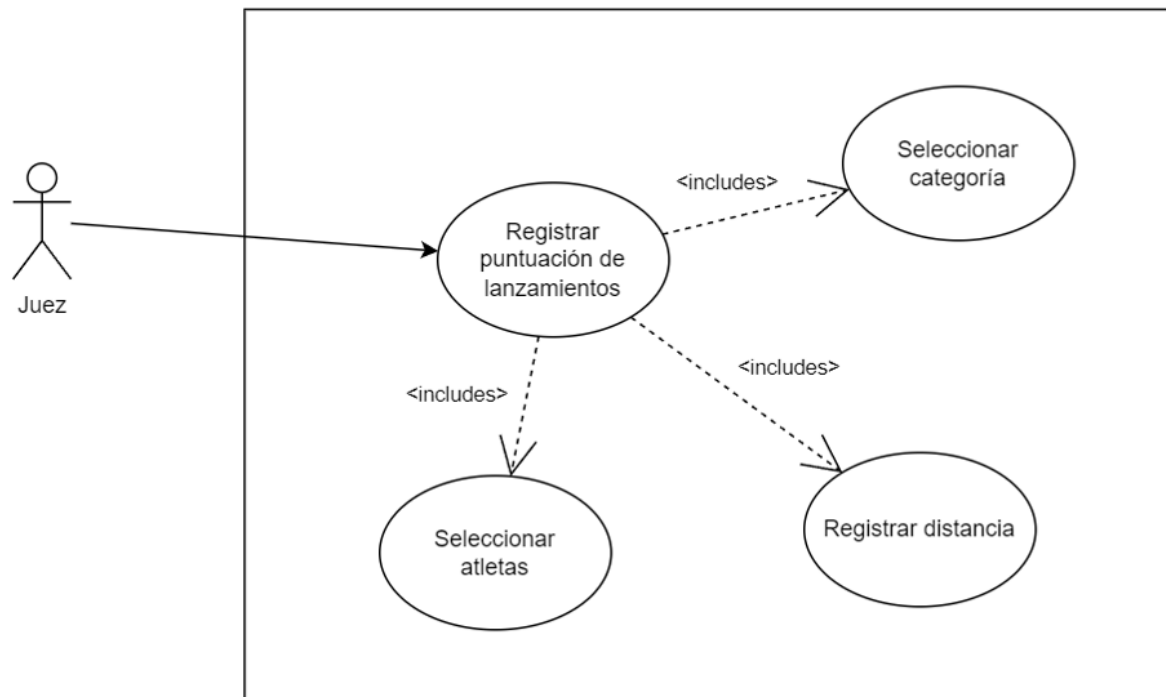 Seleccionar
categoría
<includes>
Registrar
puntuación de
lanzamientos
Juez
<includes>
<includes>
Seleccionar
atletas
Registrar distancia